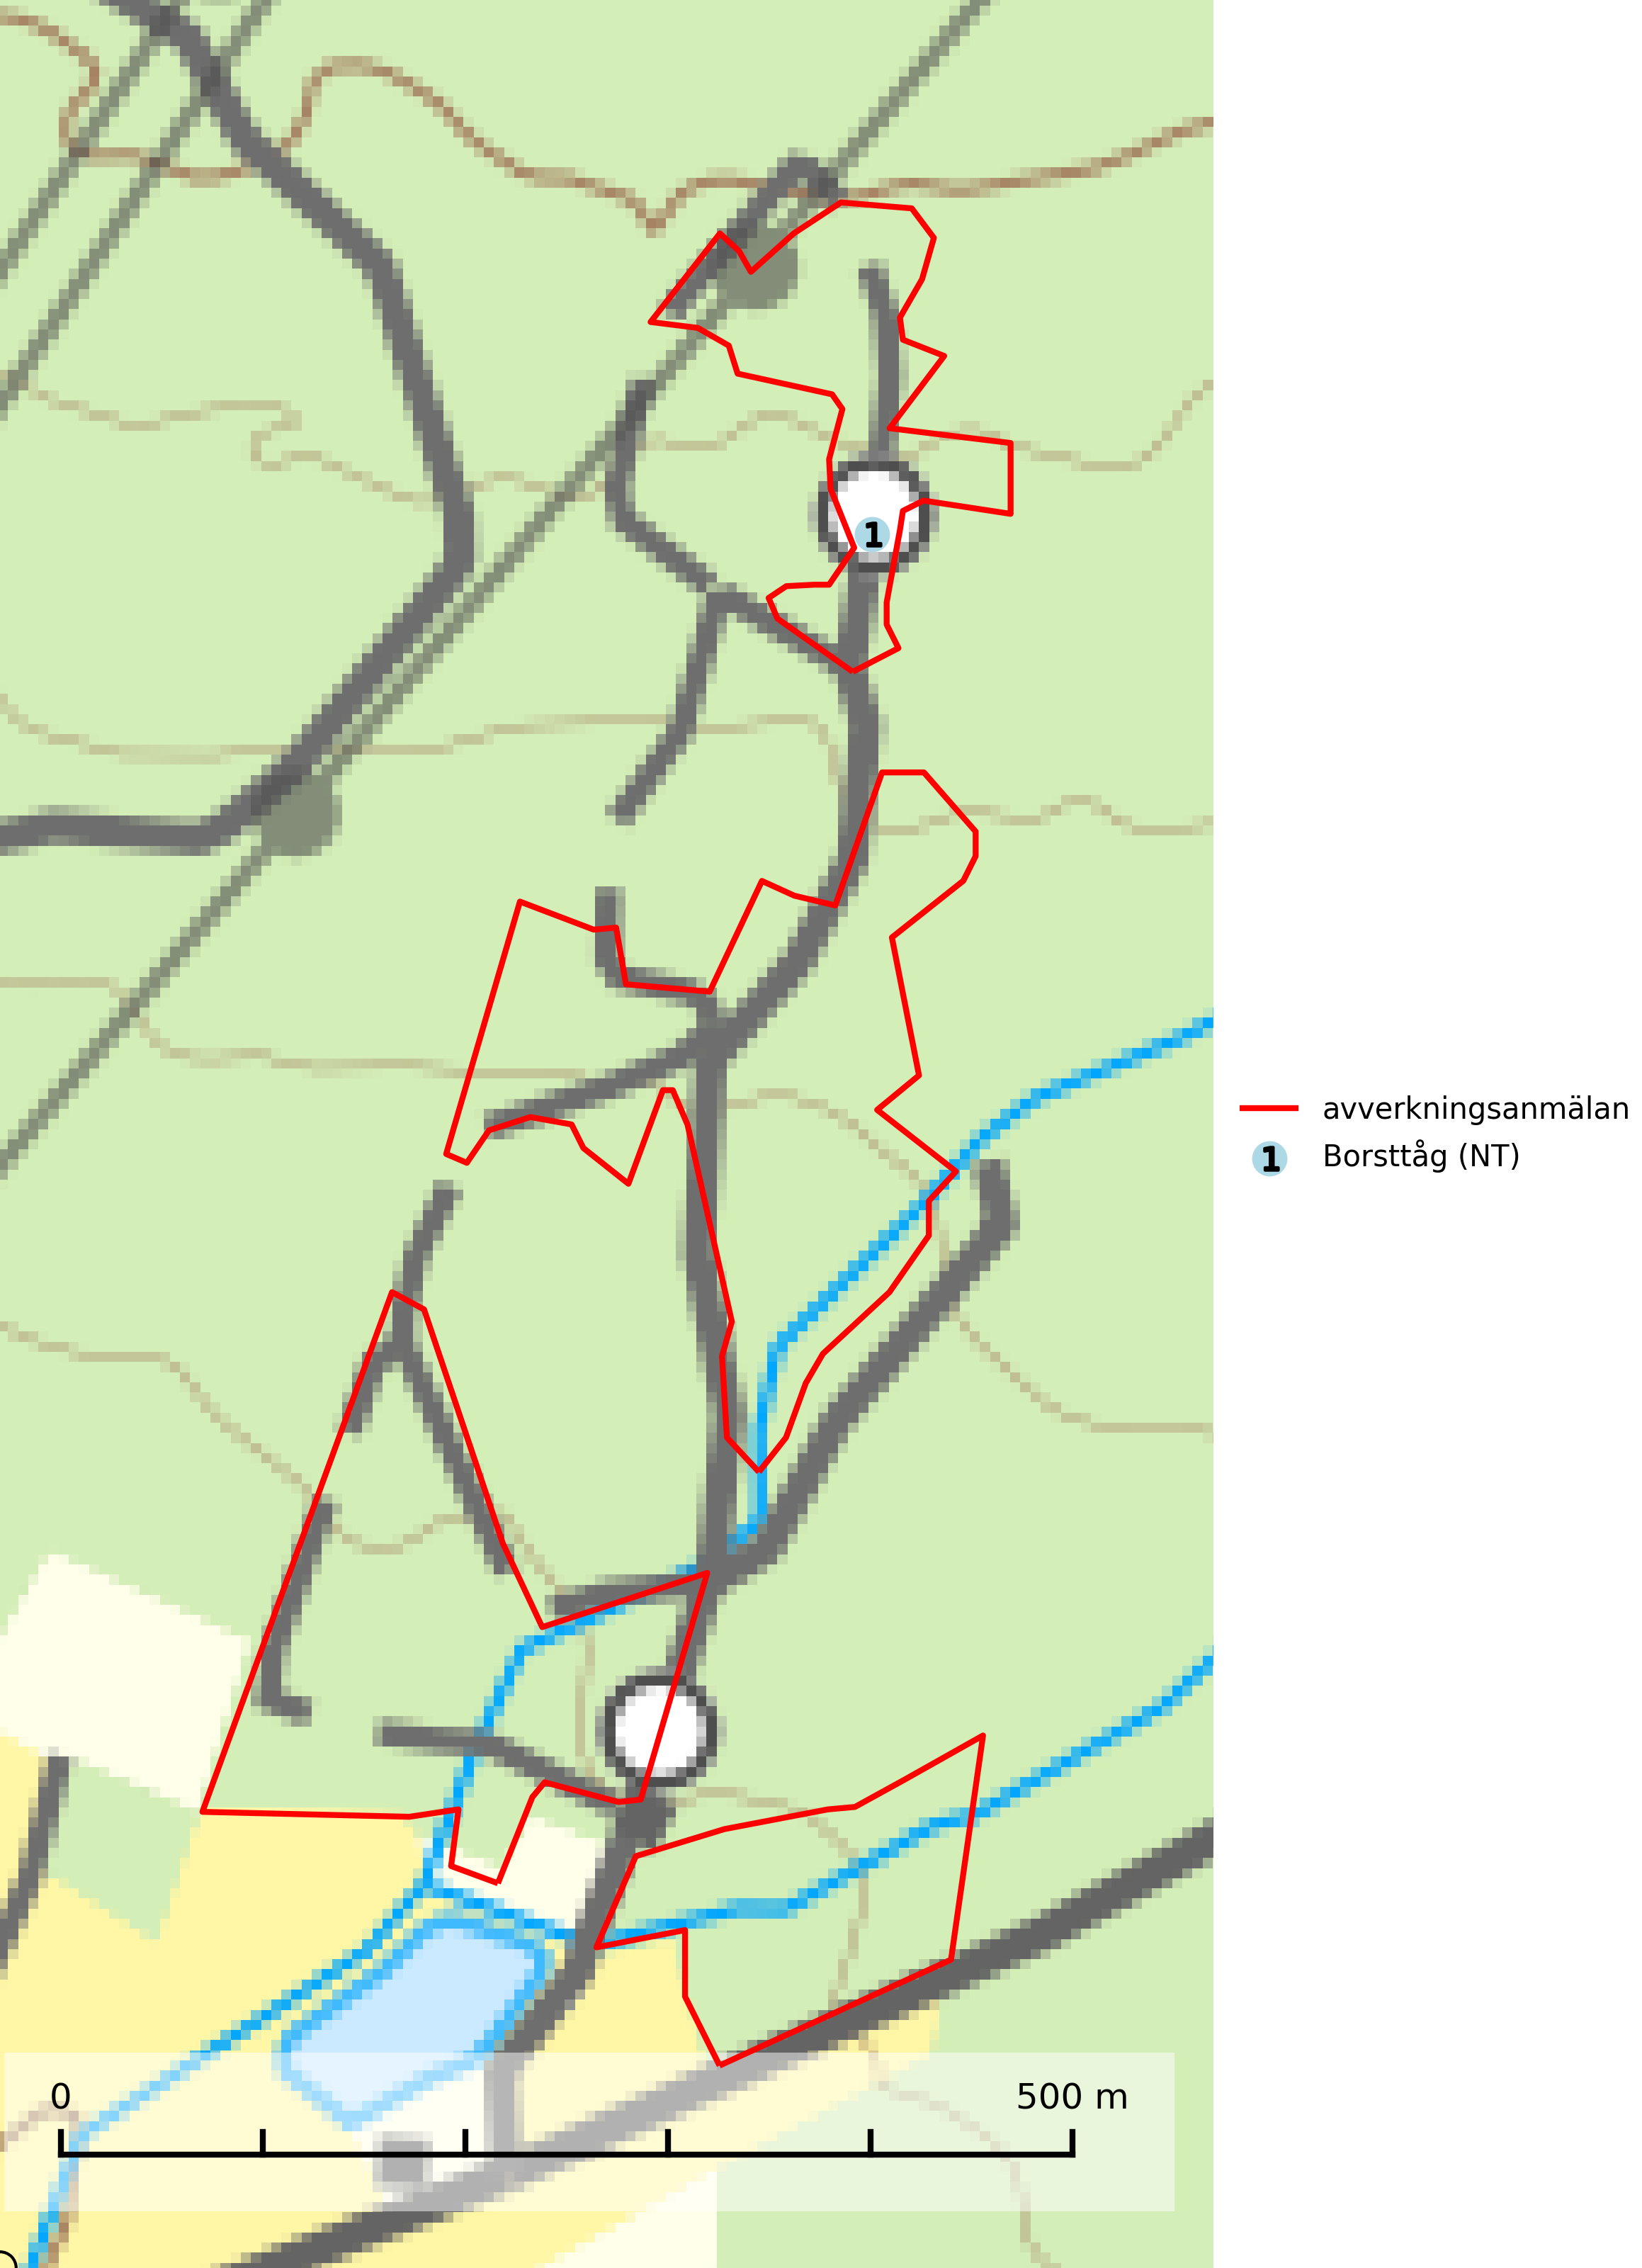 1
avverkningsanmälan
1 Borsttåg (NT)
0 500 m